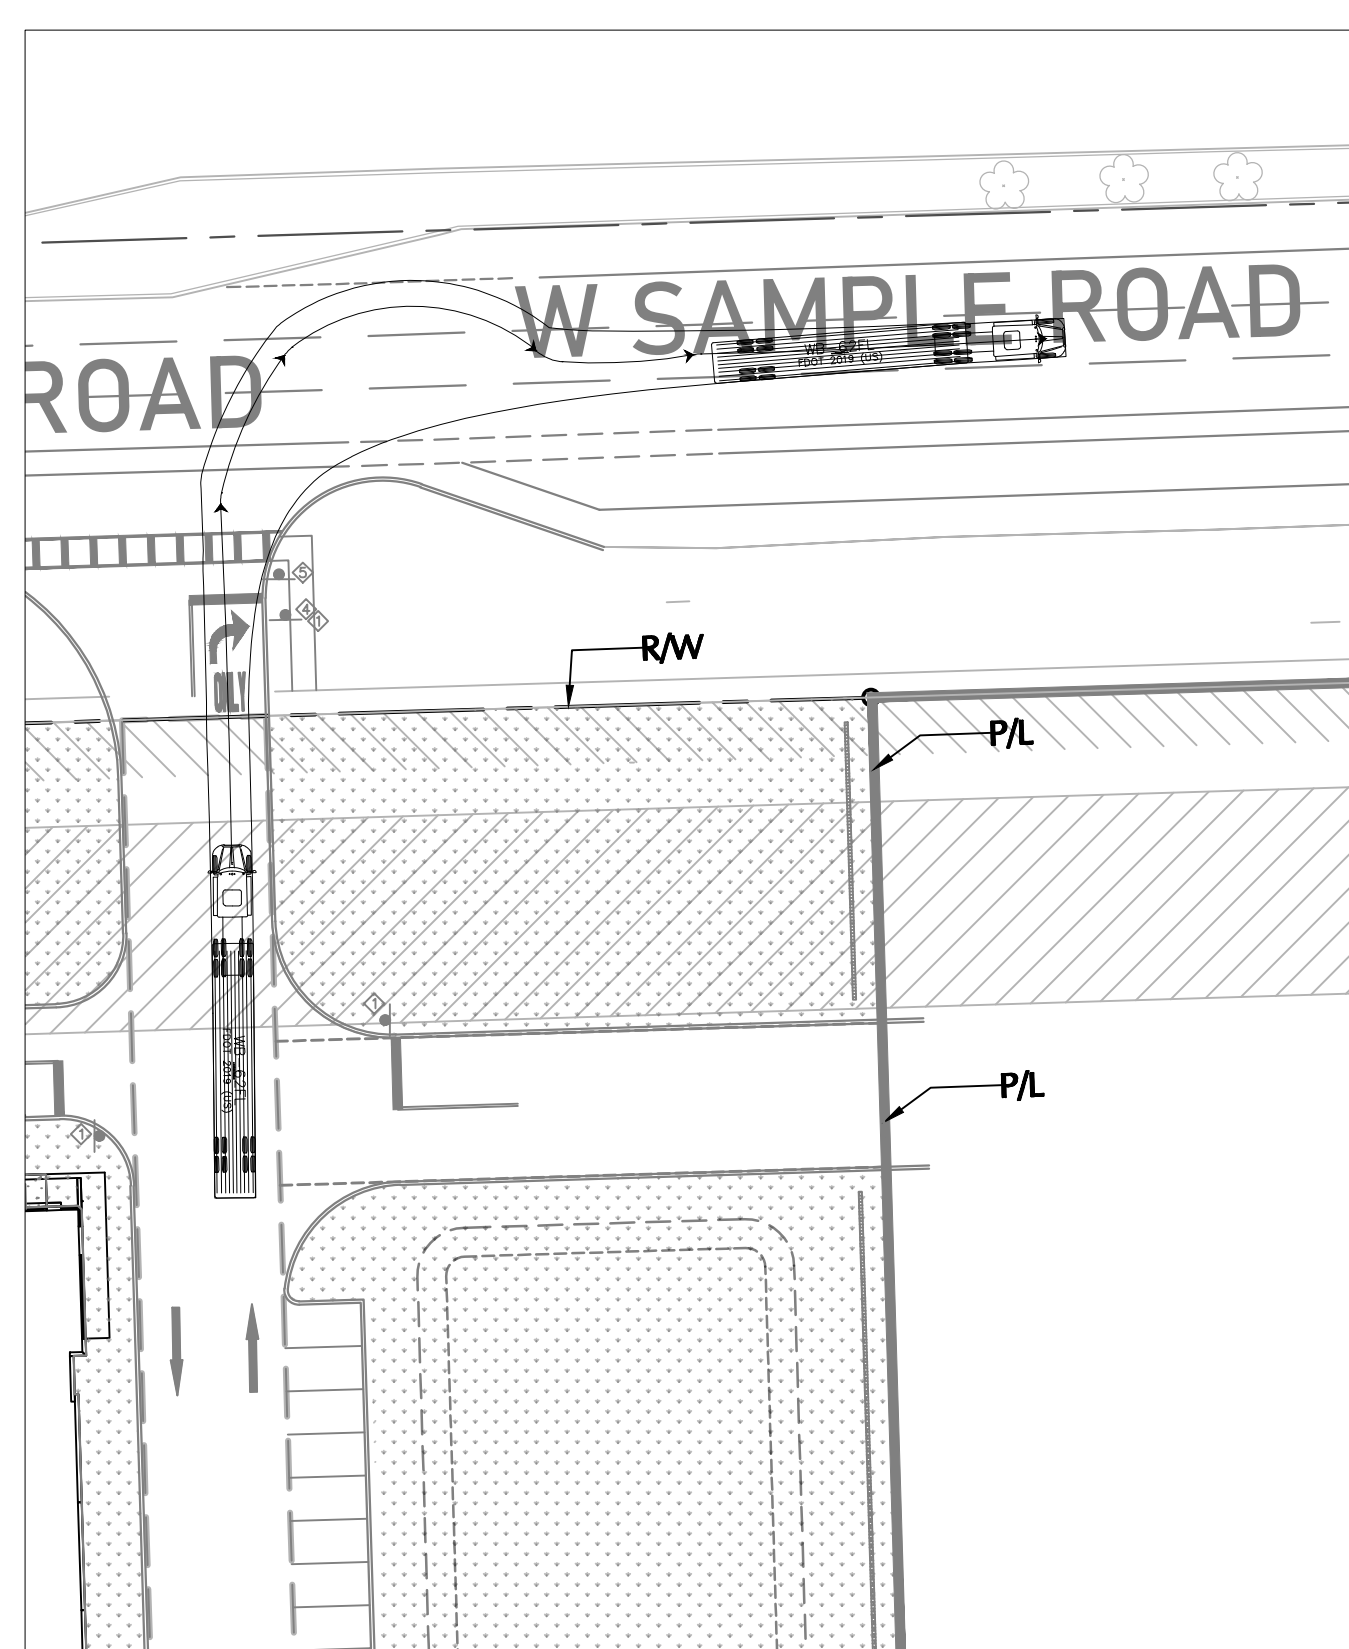 W SAMPLE ROAD
ROAD
WB-62FL
FDOT 2019 (US)
5
4
1
ONLY
R/W
P/L
1
WB-62FL
FDOT 2019 (US)
P/L
1